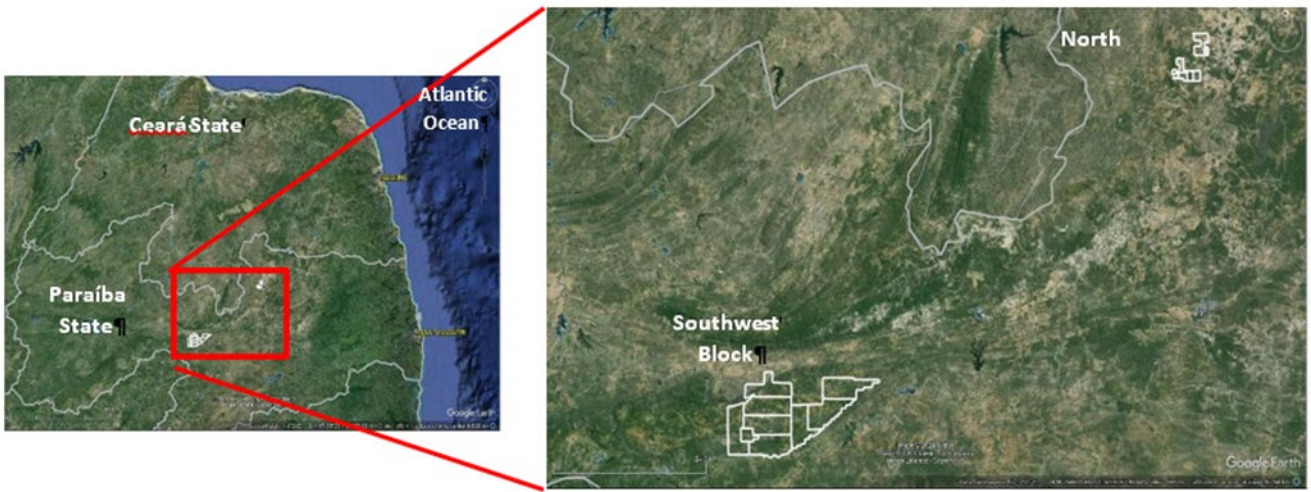 Atlantic
Ocean
Ceará State
Paraíba
State¶
Google Earth
North
Southwest
Block¶
Google Earth